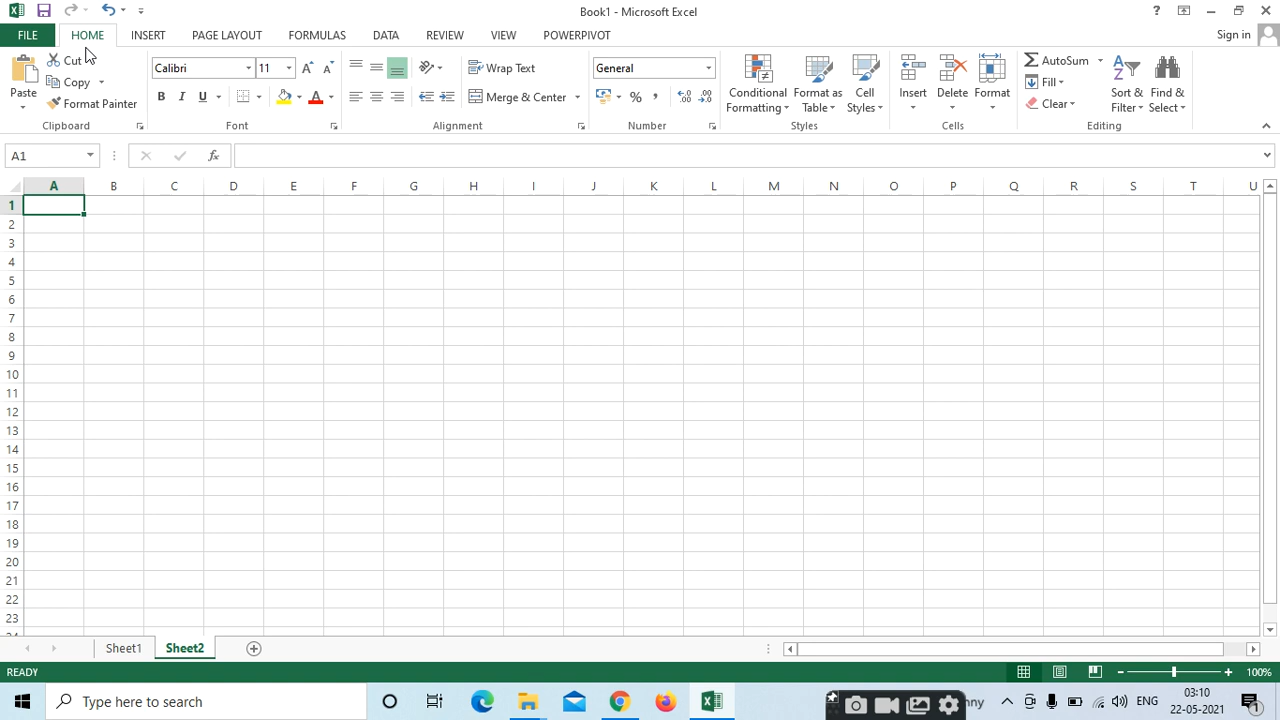 Book1 - Microsoft Excel
?
FILE HOME INSERT PAGE LAYOUT FORMULAS DATA REVIEW VIEW POWERPIVOT Sign in
Paste
Cut
Copy
Format Painter
Clipboard
Calibri 11
B I U A
Font
Wrap Text
Merge & Center
Alignment
General
% ,
Number
Conditional Formatting
Format as Table
Cell Styles
Styles
Insert Delete Format
Cells
AutoSum
Fill
Clear
Sort & Filter
Find & Select
Editing
A1 fx
A B C D E F G H I J K L M N O P Q R S T U
1
2
3
4
5
6
7
8
9
10
11
12
13
14
15
16
17
18
19
20
21
22
23
Sheet1 Sheet2
READY 100%
Type here to search
nny
ENG
03:10
22-05-2021
1